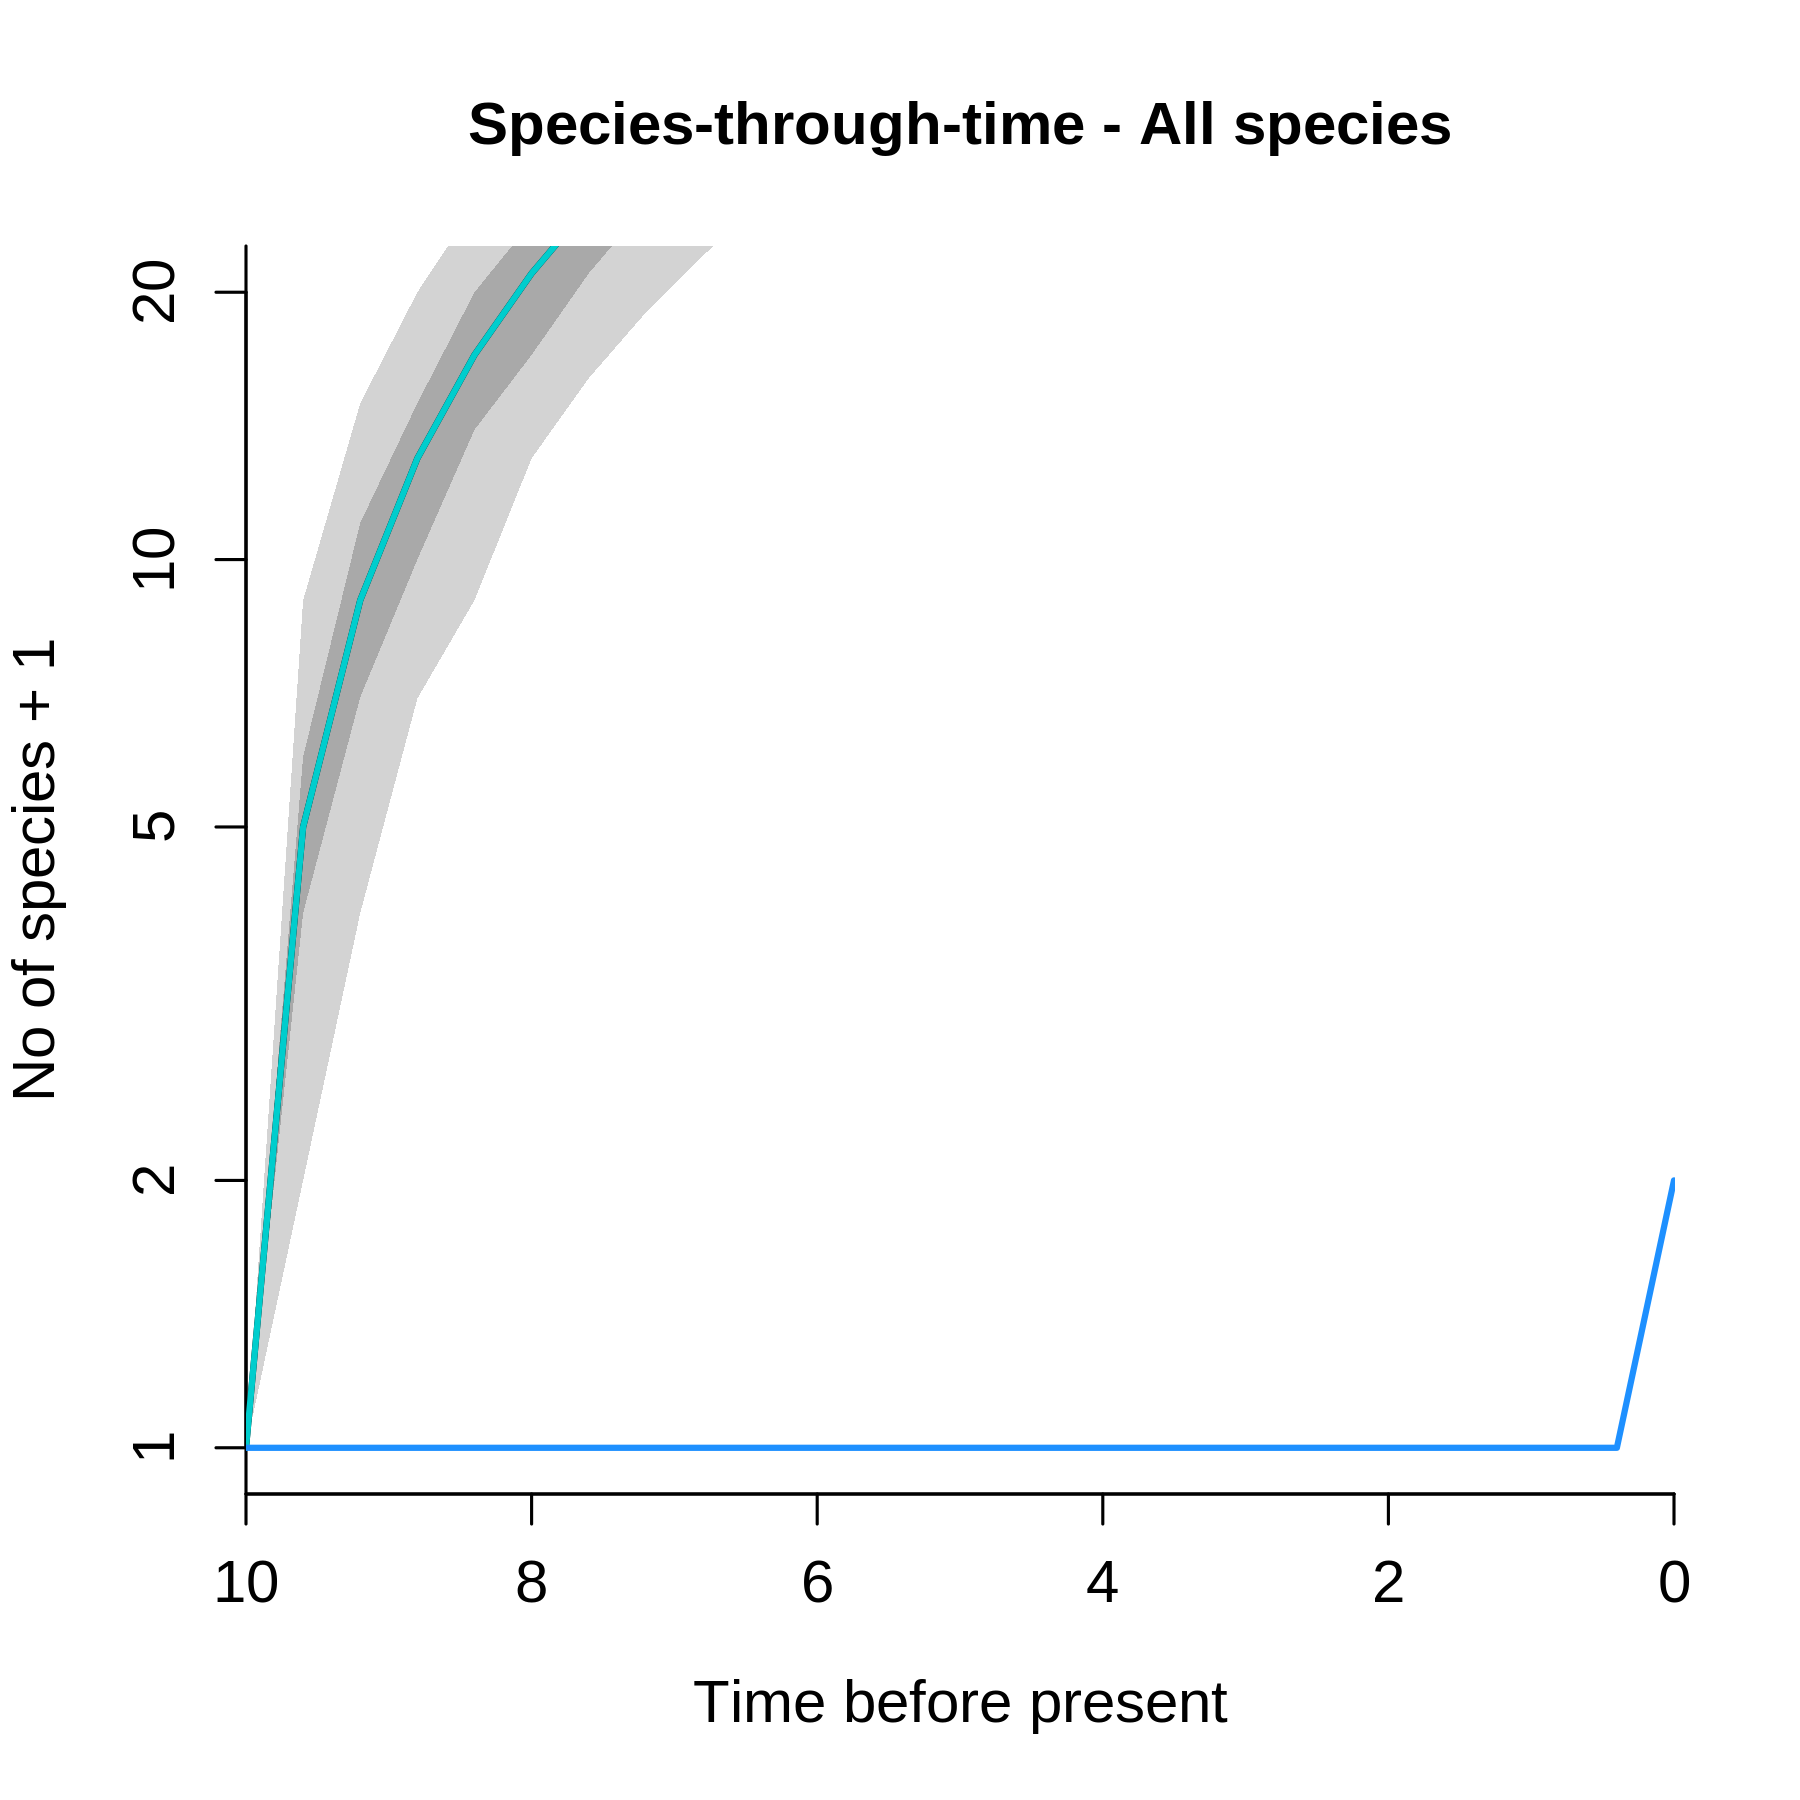 Species-through-time - All species
No of species + 1
20
10
5
2
1
10 8 6 4 2 0
Time before present